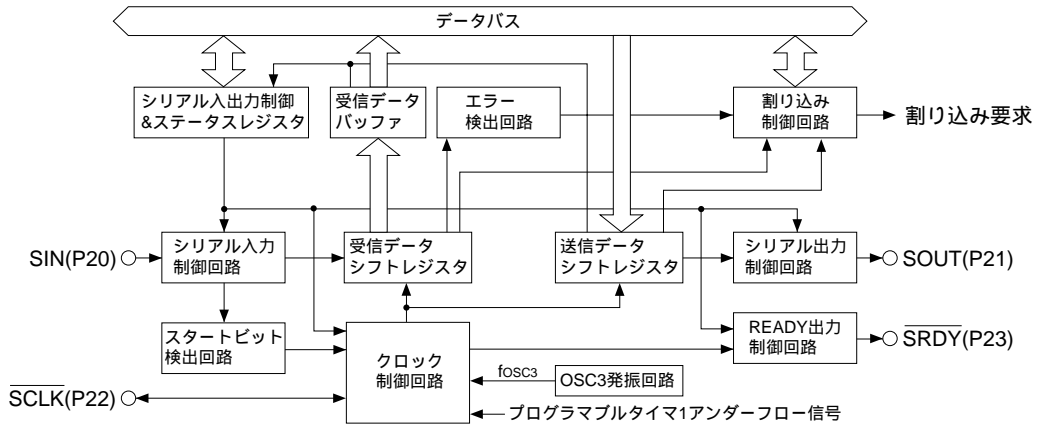 データバス
シリアル入出力制御
&ステータスレジスタ
受信データ
バッファ
エラー
検出回路
割り込み
制御回路
割り込み要求
SIN(P20)
シリアル入力
制御回路
受信データ
シフトレジスタ
送信データ
シフトレジスタ
シリアル出力
制御回路
SOUT(P21)
スタートビット
検出回路
クロック
制御回路
READY出力
制御回路
SRDY(P23)
fOSC3
OSC3発振回路
SCLK(P22)
プログラマブルタイマ1アンダーフロー信号